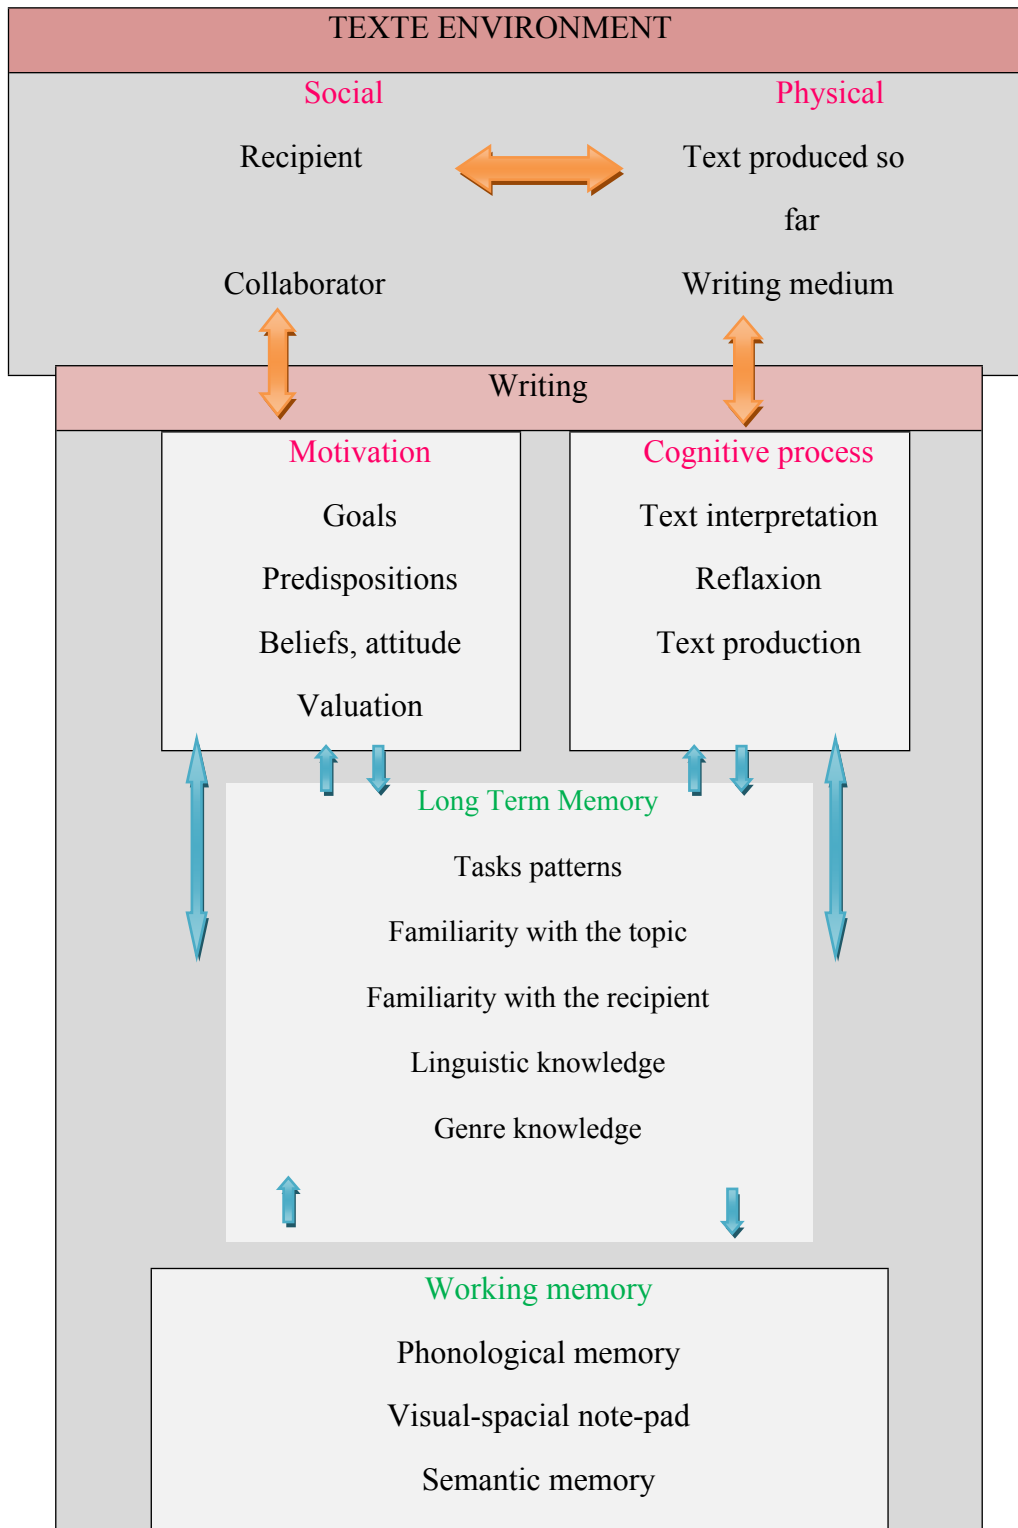 TEXTE ENVIRONMENT
Social
Physical
Recipient
Text produced so
far
Collaborator
Writing medium
Writing
Motivation
Goals
Predispositions
Beliefs, attitude
Valuation
Cognitive process
Text interpretation
Reflaxion
Text production
Long Term Memory
Tasks patterns
Familiarity with the topic
Familiarity with the recipient
Linguistic knowledge
Genre knowledge
Working memory
Phonological memory
Visual-spacial note-pad
Semantic memory